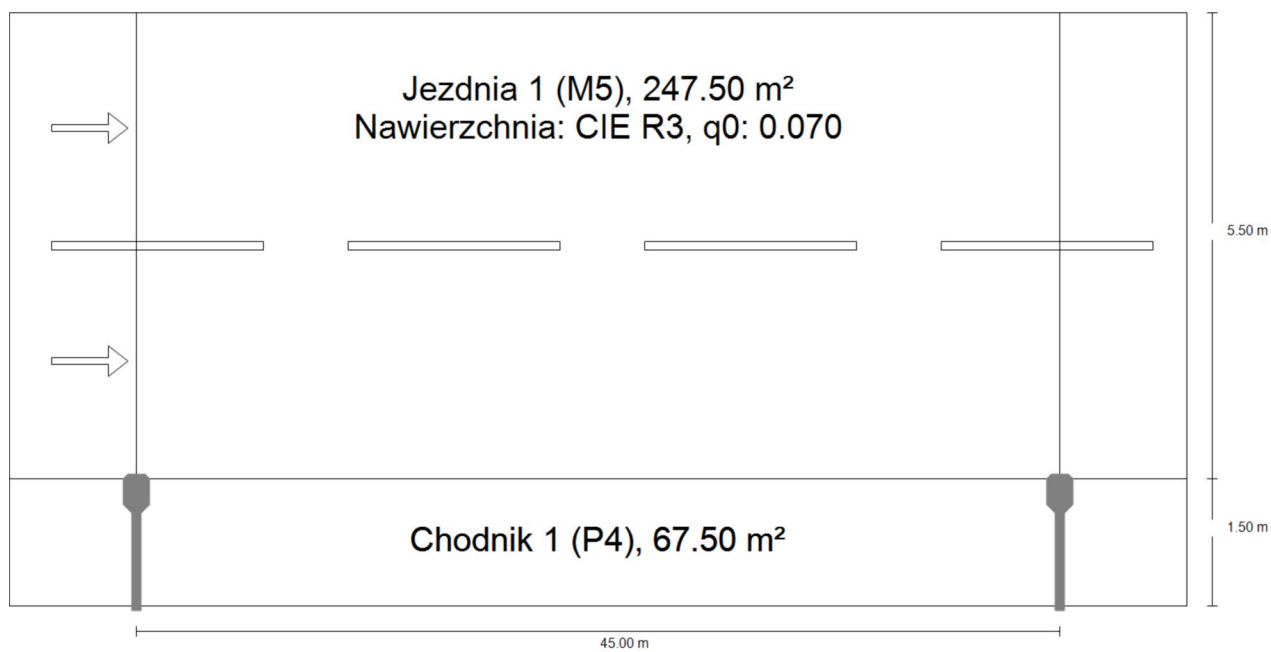 Jezdnia 1 (M5), 247.50 m²
Nawierzchnia: CIE R3, q0: 0.070
5.50 m
Chodnik 1 (P4), 67.50 m²
1.50 m
45.00 m